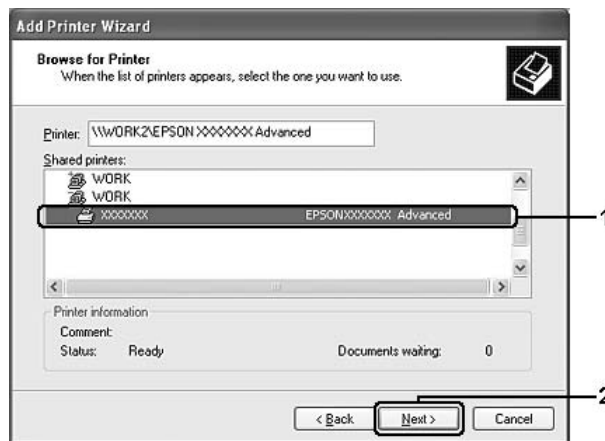 Add Printer Wizard
Browse for Printer
When the list of printers appears, select the one you want to use.
Printer: \\WORK2\EPSON XXXXXXX Advanced
Shared printers:
WORK
WORK
XXXXXXX EPSONXXXXXXX Advanced
1
Printer information
Comment:
Status: Ready Documents waiting: 0
2
< Back Next > Cancel